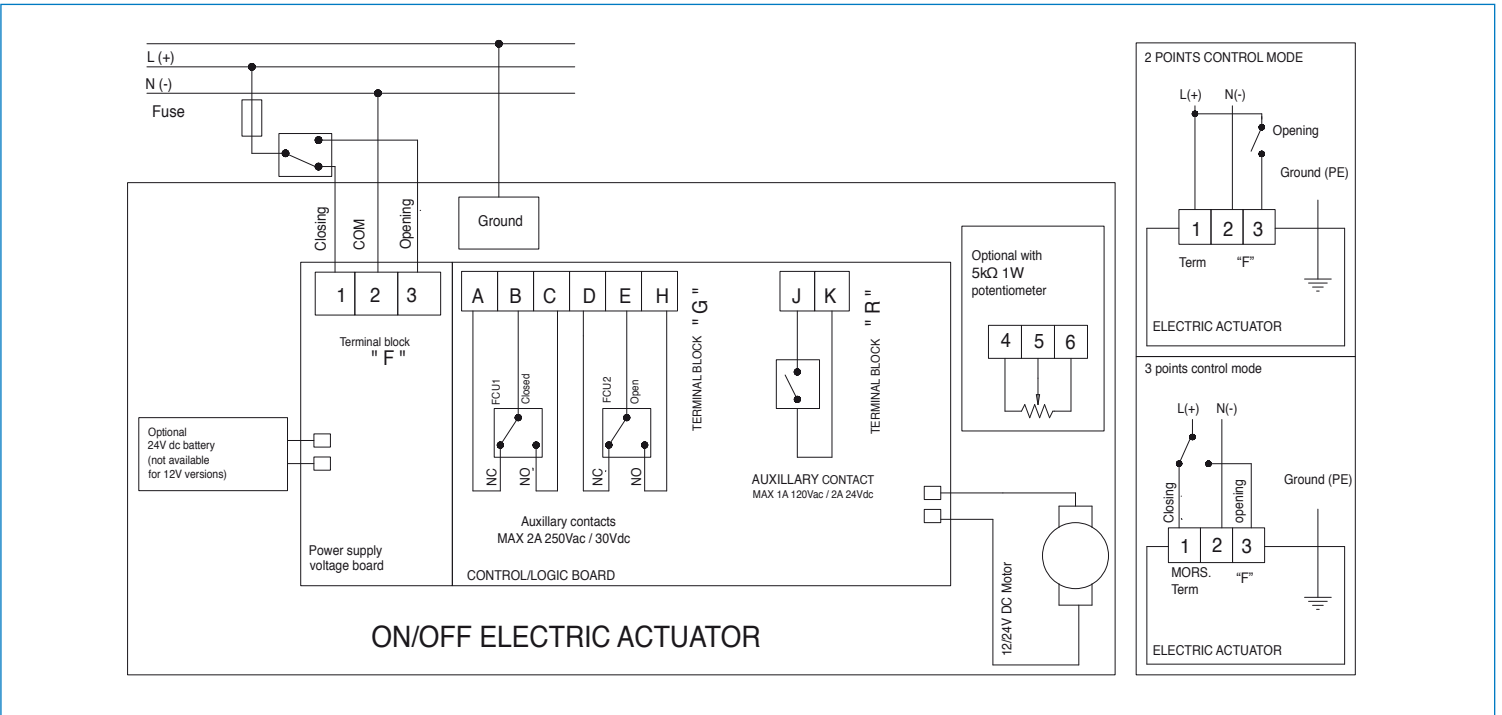 L (+)
N (-)
Fuse
Closing
COM
Opening
Ground
1 2 3
Terminal block
" F "
Optional
24V dc battery
(not available
for 12V versions)
Power supply
voltage board
A B C D E H
TERMINAL BLOCK " G "
FCU1
Closed
FCU2
Open
NC
NO
NC
NO
Auxillary contacts
MAX 2A 250Vac / 30Vdc
CONTROL/LOGIC BOARD
J K
TERMINAL BLOCK " R "
AUXILLARY CONTACT
MAX 1A 120Vac / 2A 24Vdc
Optional with
5kΩ 1W
potentiometer
4 5 6
12/24V DC Motor
ON/OFF ELECTRIC ACTUATOR
2 POINTS CONTROL MODE
L(+) N(-)
Opening
Ground (PE)
1 2 3
Term "F"
ELECTRIC ACTUATOR
3 points control mode
L(+) N(-)
Ground (PE)
Closing
opening
1 2 3
MORS.
Term
"F"
ELECTRIC ACTUATOR